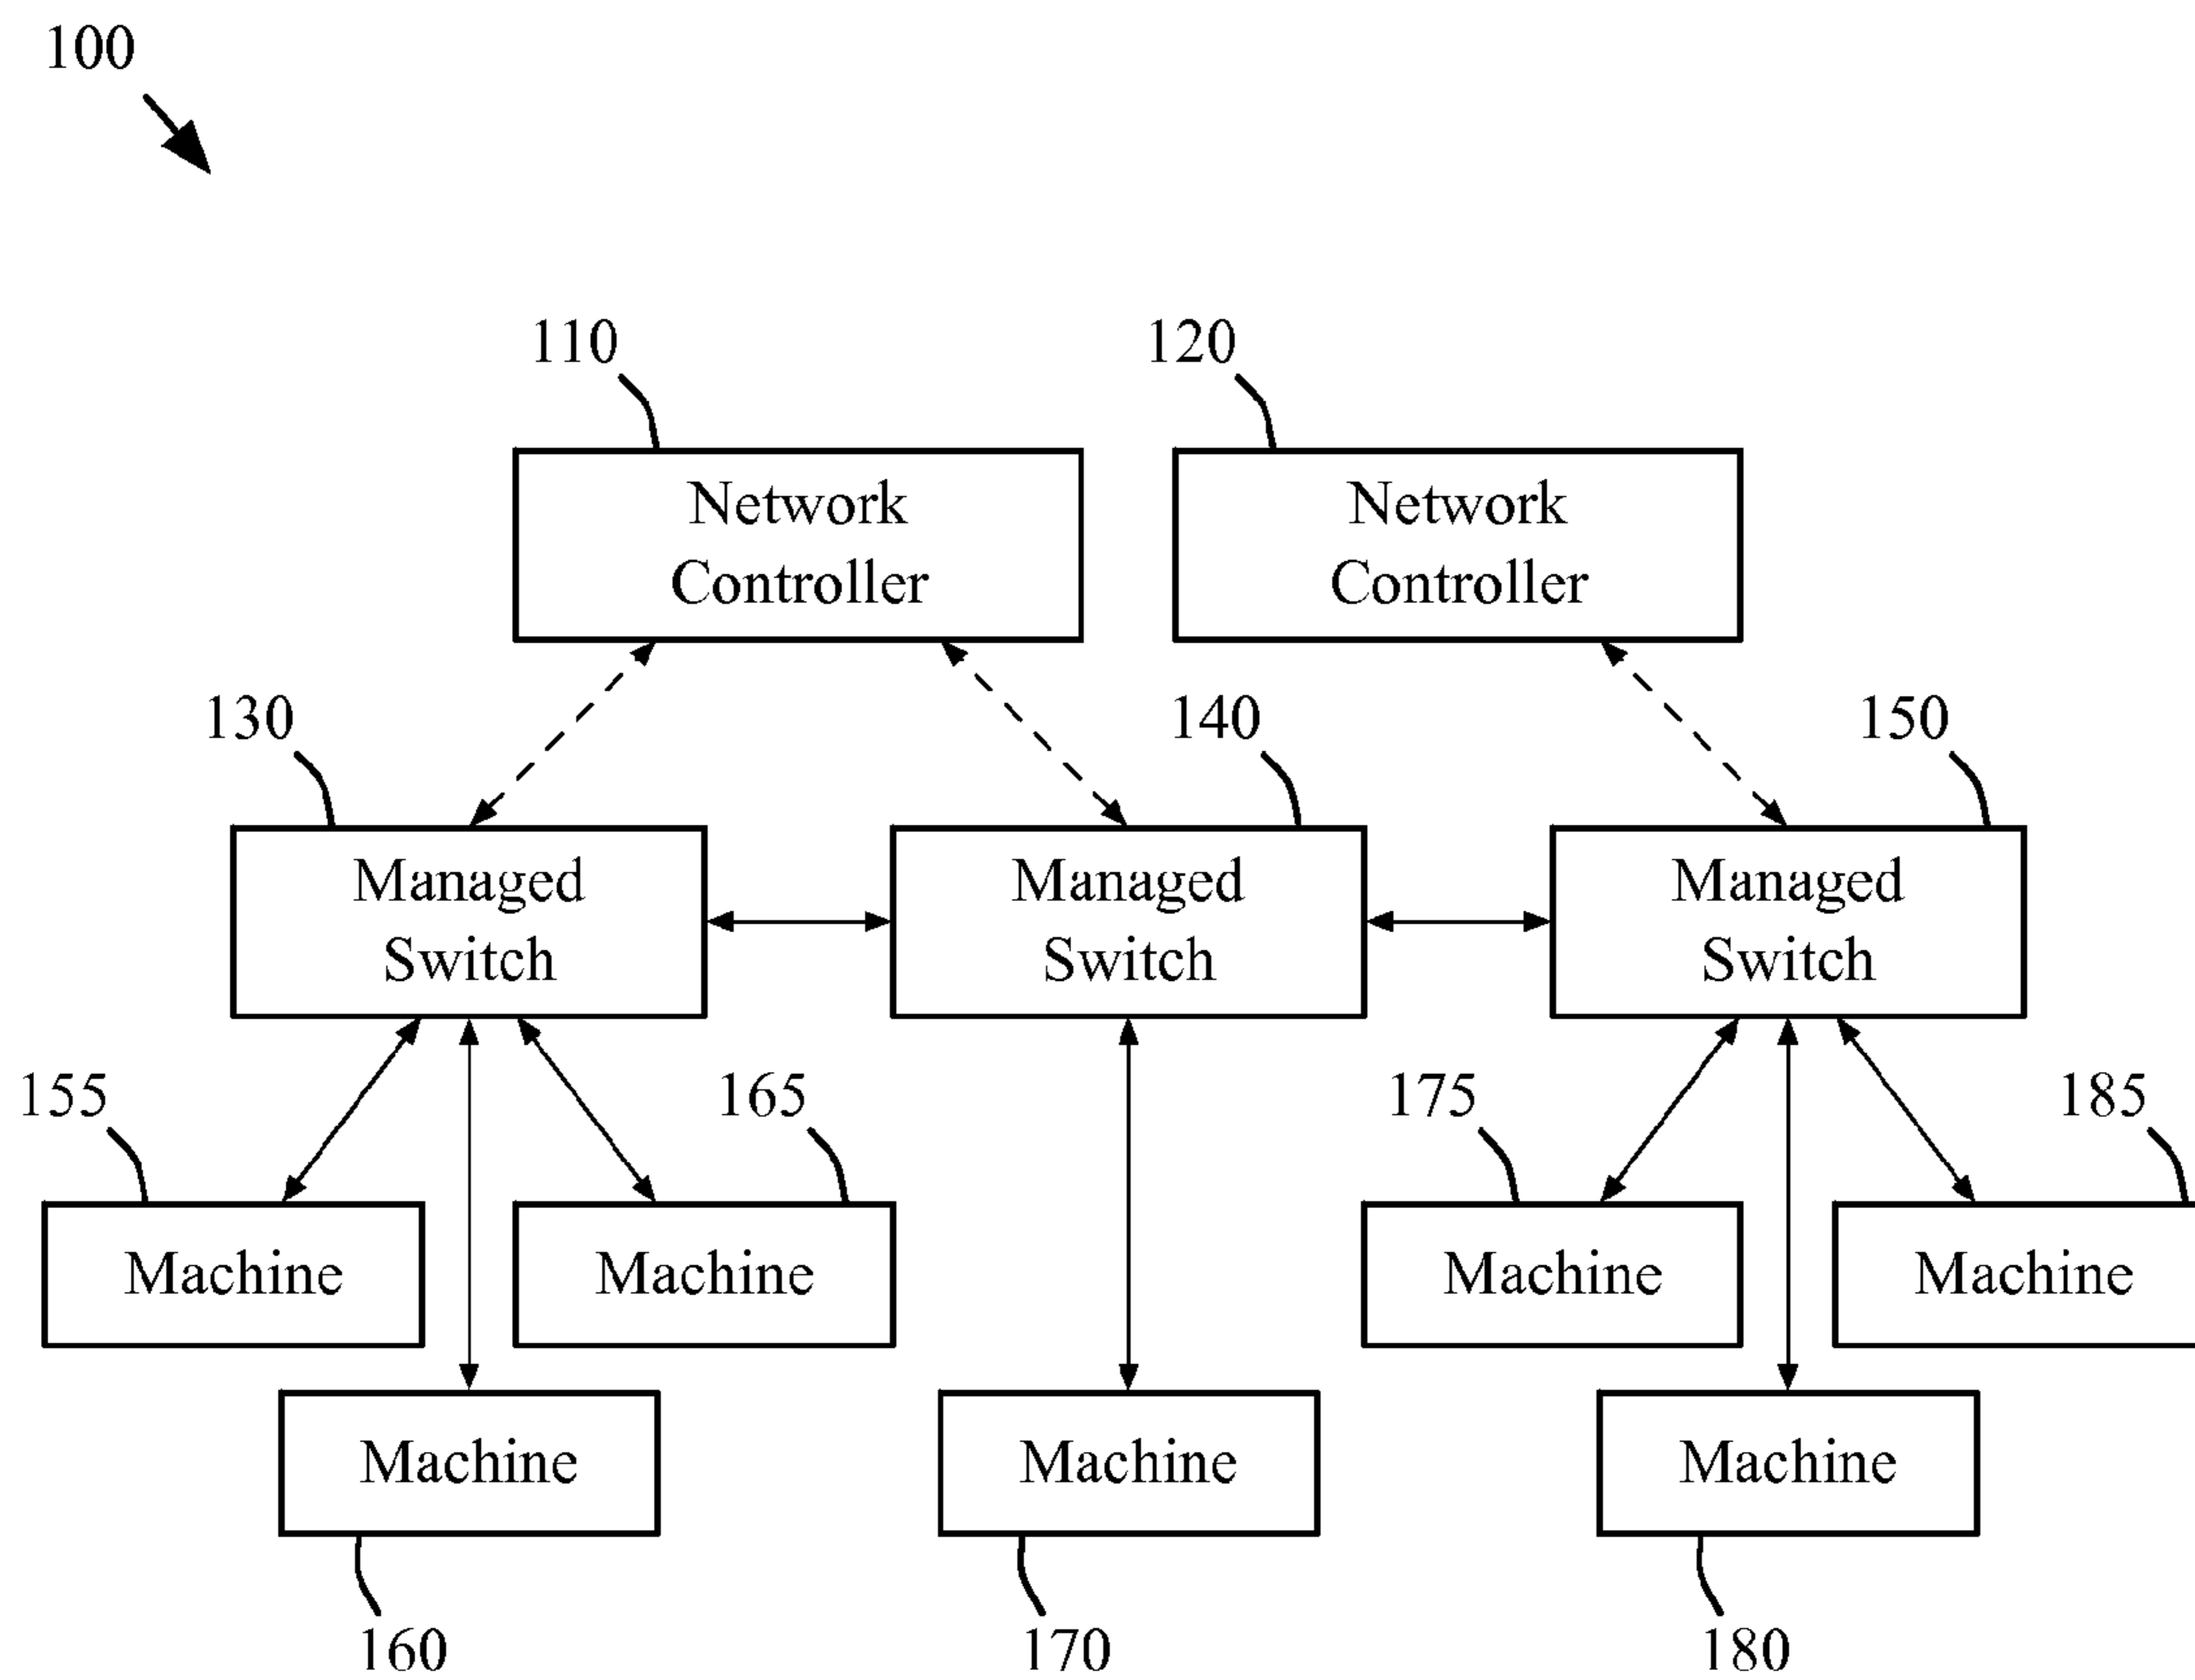 100
110
120
Network
Controller
Network
Controller
130
140
150
Managed
Switch
Managed
Switch
Managed
Switch
155
165
175
185
Machine
Machine
Machine
Machine
Machine
Machine
Machine
160
170
180